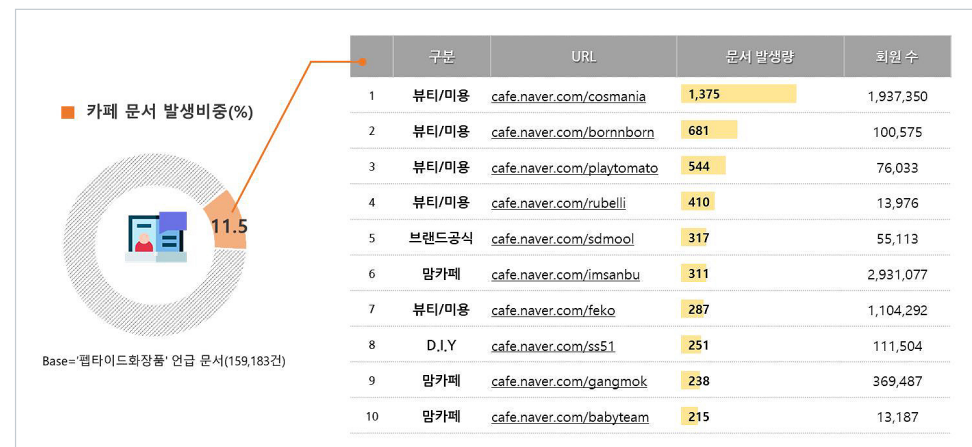 카페 문서 발생비중(%)
11.5
Base='펩타이드화장품' 언급 문서(159,183건)
구분 URL 문서 발생량 회원 수
1 뷰티/미용 cafe.naver.com/cosmania 1,375 1,937,350
2 뷰티/미용 cafe.naver.com/bornnborn 681 100,575
3 뷰티/미용 cafe.naver.com/playtomato 544 76,033
4 뷰티/미용 cafe.naver.com/rubelli 410 13,976
5 브랜드공식 cafe.naver.com/sdmool 317 55,113
6 맘카페 cafe.naver.com/imsanbu 311 2,931,077
7 뷰티/미용 cafe.naver.com/feko 287 1,104,292
8 D.I.Y cafe.naver.com/ss51 251 111,504
9 맘카페 cafe.naver.com/gangmok 238 369,487
10 맘카페 cafe.naver.com/babyteam 215 13,187